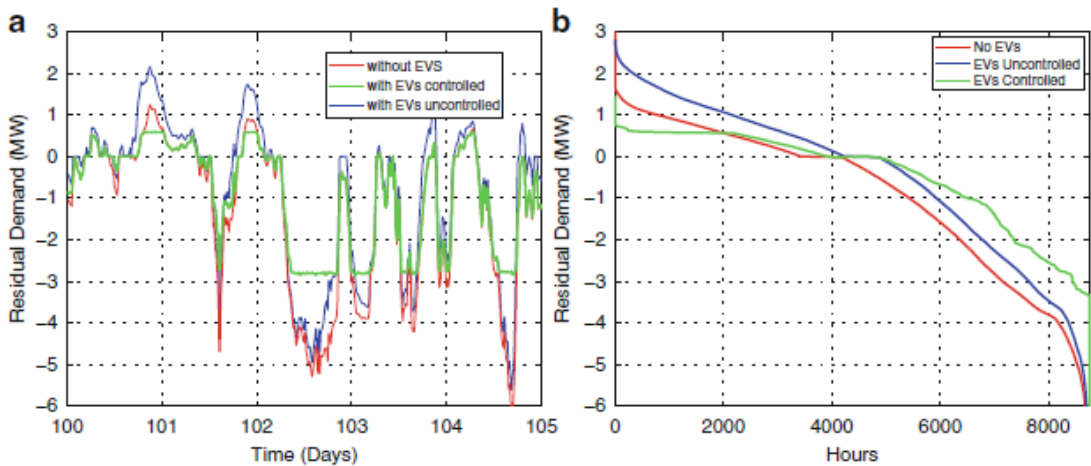 a
Residual Demand (MW)
3
2
1
0
−1
−2
−3
−4
−5
−6
100
101
102
103
104
105
Time (Days)
without EVS
with EVs controlled
with EVs uncontrolled
b
Residual Demand (MW)
3
2
1
0
−1
−2
−3
−4
−5
−6
0
2000
4000
6000
8000
Hours
No EVs
EVs Uncontrolled
EVs Controlled